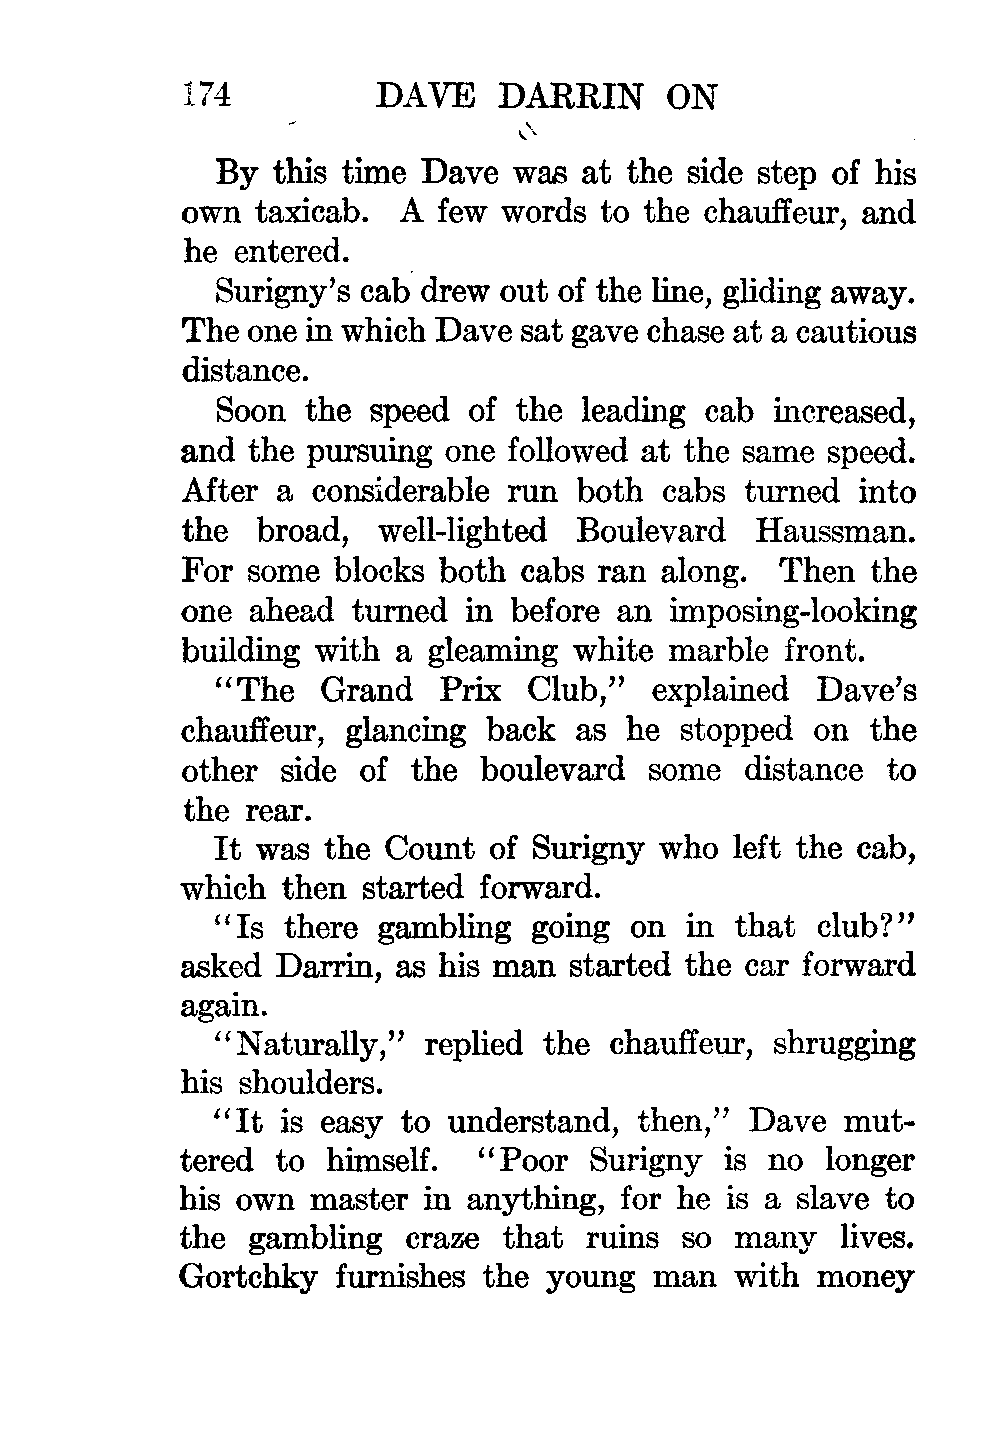 174 DAVE DARRIN ON
By this time Dave was at the side step of his
own taxicab. A few words to the chauffeur, and
he entered.
Surigny's cab drew out of the line, gliding away.
The one in which Dave sat gave chase at a cautious
distance.
Soon the speed of the leading cab increased,
and the pursuing one followed at the same speed.
After a considerable run both cabs turned into
the broad, well-lighted Boulevard Haussman.
For some blocks both cabs ran along. Then the
one ahead turned in before an imposing-looking
building with a gleaming white marble front.
"The Grand Prix Club," explained Dave's
chauffeur, glancing back as he stopped on the
other side of the boulevard some distance to
the rear.
It was the Count of Surigny who left the cab,
which then started forward.
"Is there gambling going on in that club?"
asked Darrin, as his man started the car forward
again.
"Naturally," replied the chauffeur, shrugging
his shoulders.
"It is easy to understand, then," Dave mut-
tered to himself. "Poor Surigny is no longer
his own master in anything, for he is a slave to
the gambling craze that ruins so many lives.
Gortchky furnishes the young man with money